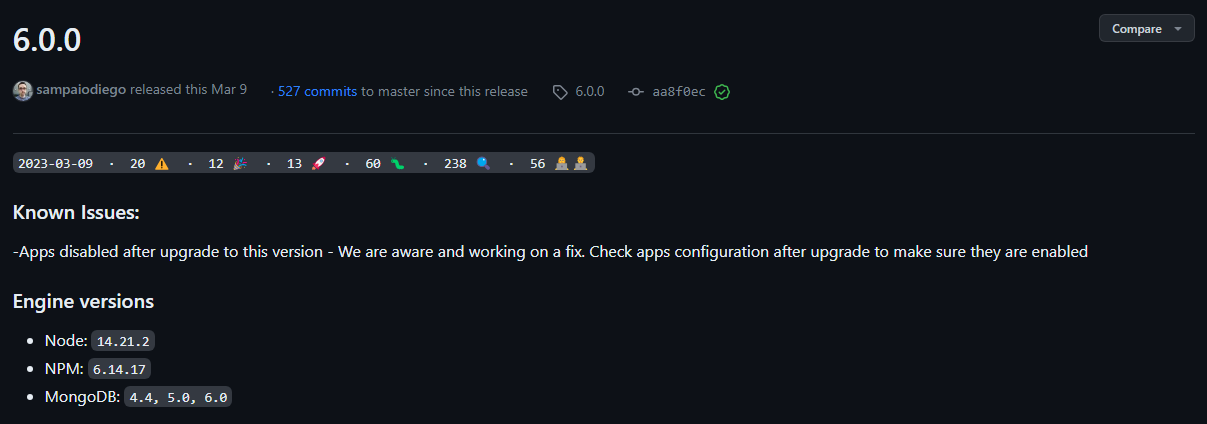 6.0.0
Compare
sampaiodiego released this Mar 9 · 527 commits to master since this release 6.0.0 aa8f0ec
2023-03-09 · 20 ⚠️ · 12 🎉 · 13 🚀 · 60 🐛 · 238 🔍 · 56 👩‍💻👨‍💻
Known Issues:
-Apps disabled after upgrade to this version - We are aware and working on a fix. Check apps configuration after upgrade to make sure they are enabled
Engine versions
• Node: 14.21.2
• NPM: 6.14.17
• MongoDB: 4.4, 5.0, 6.0